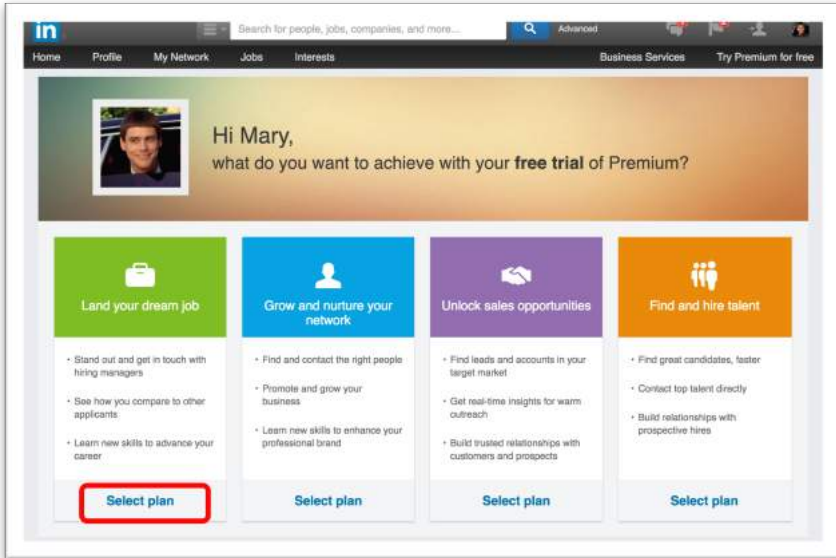 in
Search for people, jobs, companies, and more...
Advanced
Home Profile My Network Jobs Interests Business Services Try Premium for free
Hi Mary,
what do you want to achieve with your free trial of Premium?
Land your dream job
• Stand out and get in touch with
hiring managers
• See how you compare to other
applicants
• Learn new skills to advance your
career
Select plan
Grow and nurture your
network
• Find and contact the right people
• Promote and grow your
business
• Learn new skills to enhance your
professional brand
Select plan
Unlock sales opportunities
• Find leads and accounts in your
target market
• Get real-time insights for warm
outreach
• Build trusted relationships with
customers and prospects
Select plan
Find and hire talent
• Find great candidates, faster
• Contact top talent directly
• Build relationships with
prospective hires
Select plan